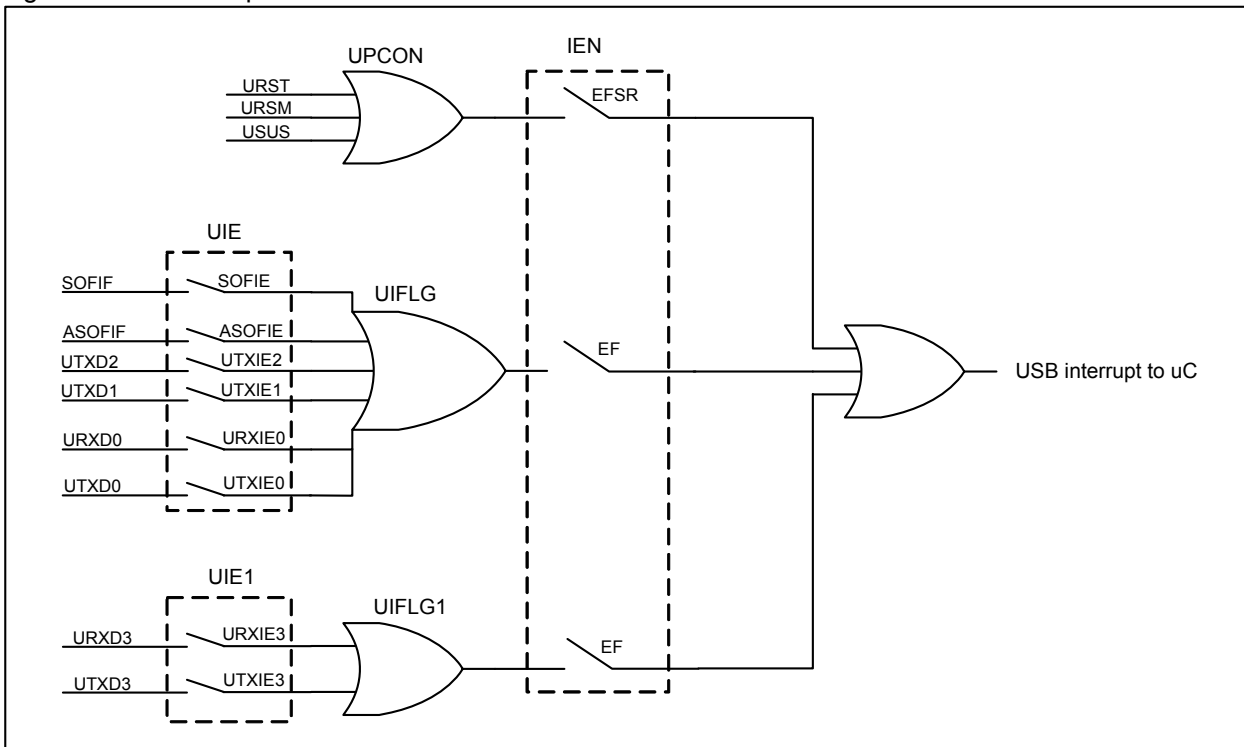 UPCON
IEN
URST
URSM
USUS
EFSR
UIE
SOFIF SOFIE
UIFLG
ASOFIF ASOFIE
UTXD2 UTXIE2
EF
USB interrupt to uC
UTXD1 UTXIE1
URXD0 URXIE0
UTXD0 UTXIE0
UIE1
UIFLG1
URXD3 URXIE3
EF
UTXD3 UTXIE3